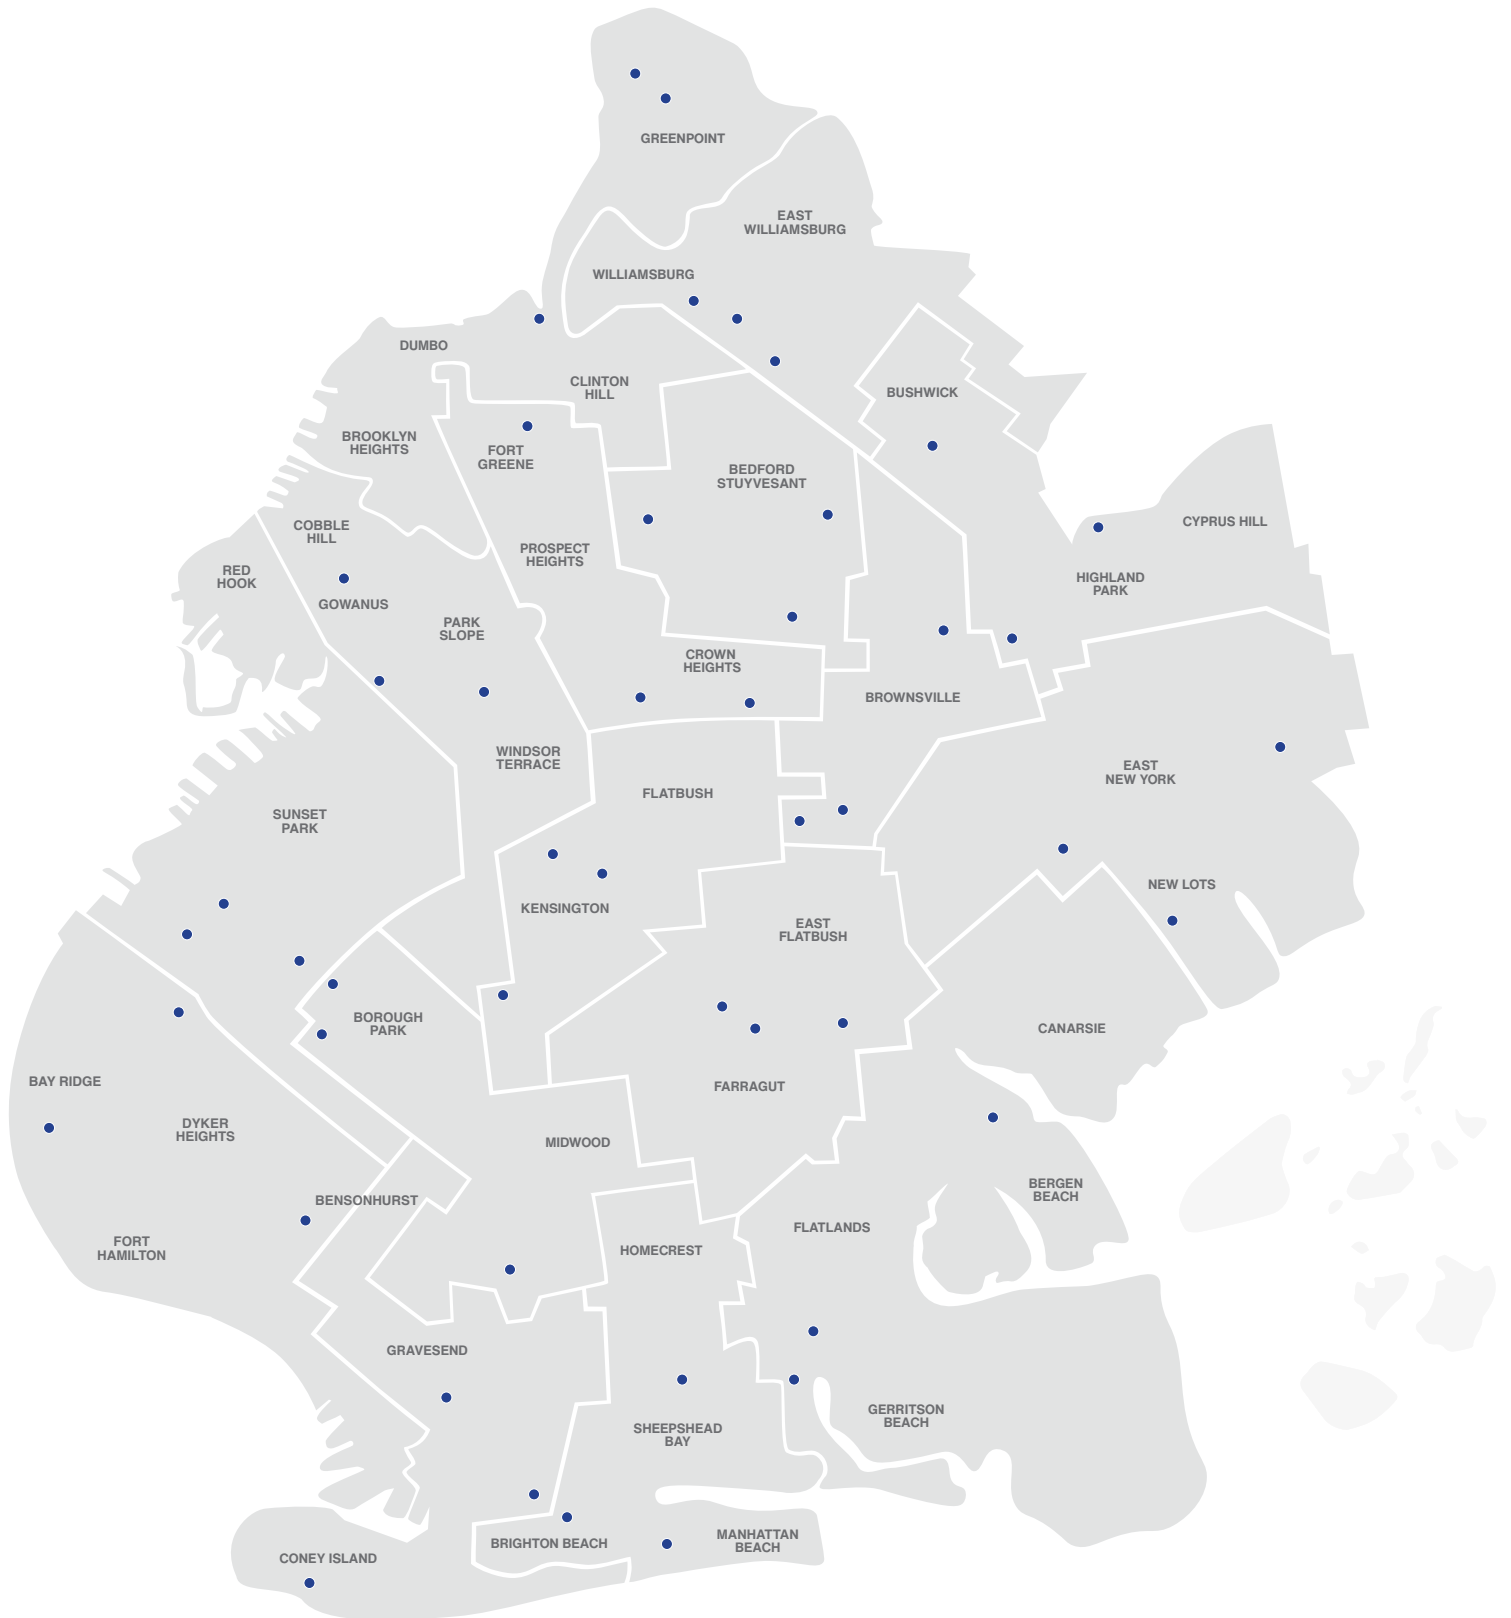 GREENPOINT
EAST
WILLIAMSBURG
WILLIAMSBURG
DUMBO
CLINTON
HILL
BUSHWICK
BROOKLYN
HEIGHTS
FORT
GREENE
BEDFORD
STUYVESANT
CYPRUS HILL
COBBLE
HILL
PROSPECT
HEIGHTS
RED
HOOK
HIGHLAND
PARK
GOWANUS
PARK
SLOPE
CROWN
HEIGHTS
BROWNSVILLE
WINDSOR
TERRACE
EAST
NEW YORK
FLATBUSH
SUNSET
PARK
NEW LOTS
KENSINGTON
EAST
FLATBUSH
BOROUGH
PARK
CANARSIE
BAY RIDGE
FARRAGUT
DYKER
HEIGHTS
MIDWOOD
BERGEN
BEACH
BENSONHURST
FLATLANDS
FORT
HAMILTON
HOMECREST
GRAVESEND
GERRITSON
BEACH
SHEEPSHEAD
BAY
BRIGHTON BEACH
MANHATTAN
BEACH
CONEY ISLAND